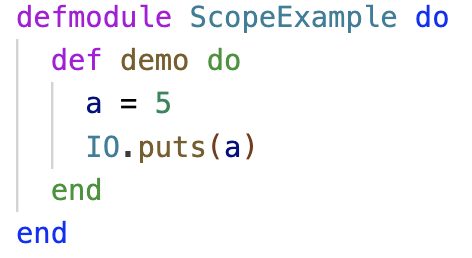 defmodule ScopeExample do
  def demo do
    a = 5
    IO.puts(a)
  end
end